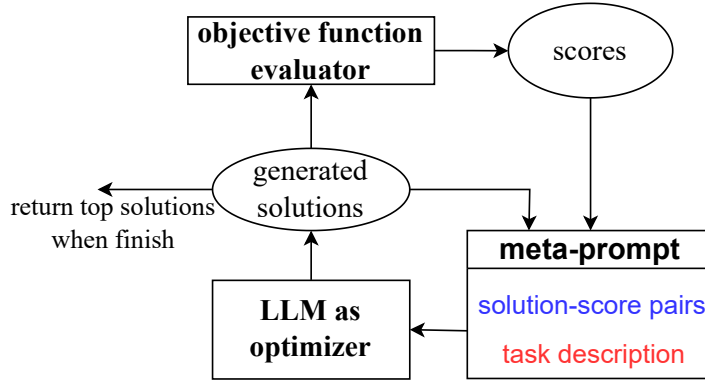 objective function
evaluator
scores
generated
solutions
return top solutions
when finish
meta-prompt
solution-score pairs
task description
LLM as
optimizer